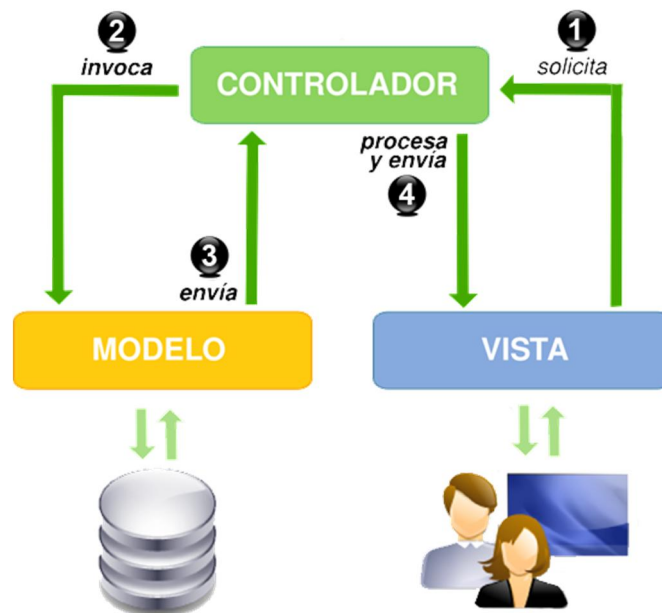 2
invoca
CONTROLADOR
1
solicita
procesa
y envía
4
3
envía
MODELO
VISTA